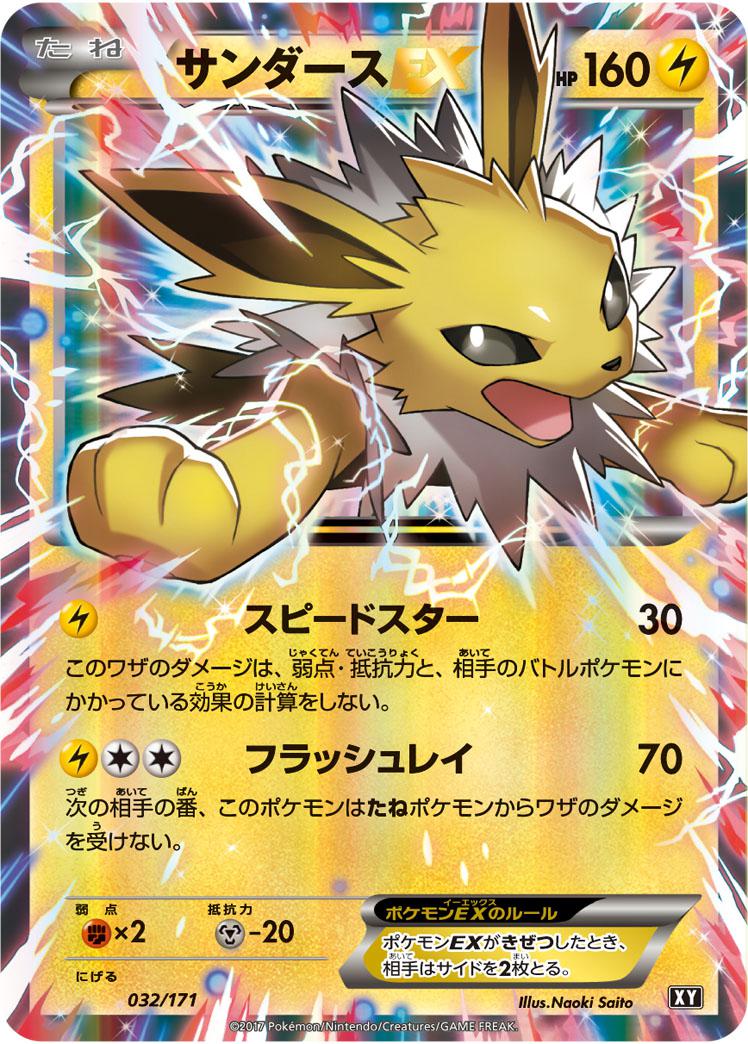 たね サンダースEX HP160
スピードスター 30
このワザのダメージは、弱点・抵抗力と、相手のバトルポケモンに
かかっている効果の計算をしない。
フラッシュレイ 70
次の相手の番、このポケモンはたねポケモンからワザのダメージ
を受けない。
弱点 抵抗力
×2 -20
にげる
ポケモンEXのルール
ポケモンEXがきぜつしたとき、
相手はサイドを2枚とる。
032/171 Illus.Naoki Saito XY
©2017 Pokémon/Nintendo/Creatures/GAME FREAK.